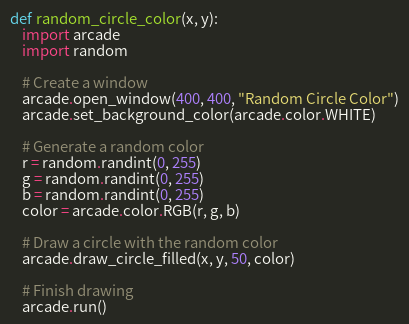 def random_circle_color(x, y):
    import arcade
    import random

    # Create a window
    arcade.open_window(400, 400, "Random Circle Color")
    arcade.set_background_color(arcade.color.WHITE)

    # Generate a random color
    r = random.randint(0, 255)
    g = random.randint(0, 255)
    b = random.randint(0, 255)
    color = arcade.color.RGB(r, g, b)

    # Draw a circle with the random color
    arcade.draw_circle_filled(x, y, 50, color)

    # Finish drawing
    arcade.run()